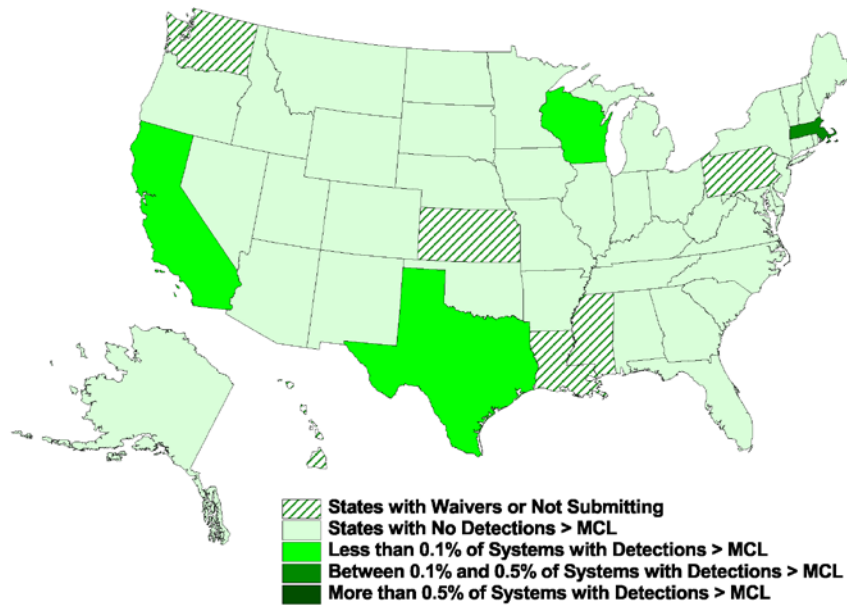 States with Waivers or Not Submitting
States with No Detections > MCL
Less than 0.1% of Systems with Detections > MCL
Between 0.1% and 0.5% of Systems with Detections > MCL
More than 0.5% of Systems with Detections > MCL